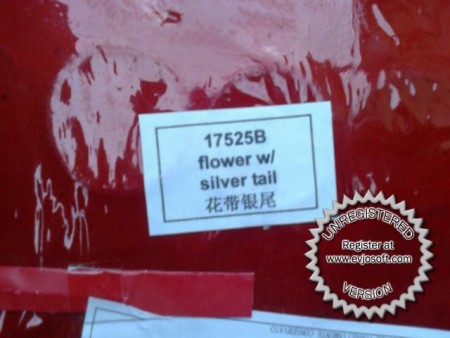 17525B
flower w/
silver tail
花带银尾
UNREGISTERED
Register at
www.evjosoft.com
VERSION